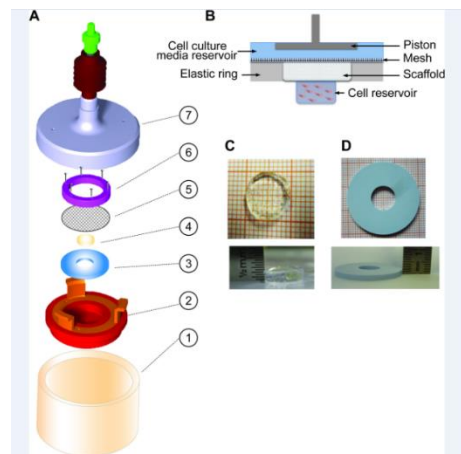 A
7
6
5
4
3
2
1
B
Cell culture
media reservoir
Elastic ring
Piston
Mesh
Scaffold
Cell reservoir
C
D